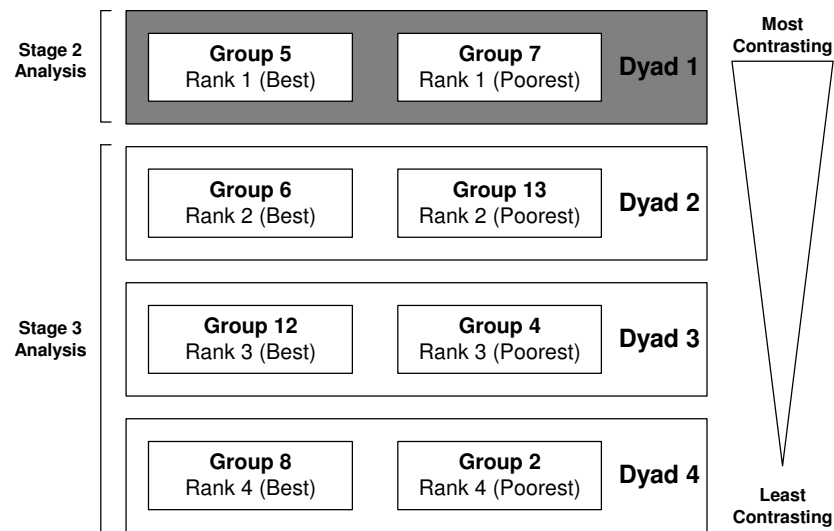 Stage 2
Analysis
Group 5
Rank 1 (Best)
Group 7
Rank 1 (Poorest)
Dyad 1
Most
Contrasting
Group 6
Rank 2 (Best)
Group 13
Rank 2 (Poorest)
Dyad 2
Stage 3
Analysis
Group 12
Rank 3 (Best)
Group 4
Rank 3 (Poorest)
Dyad 3
Group 8
Rank 4 (Best)
Group 2
Rank 4 (Poorest)
Dyad 4
Least
Contrasting